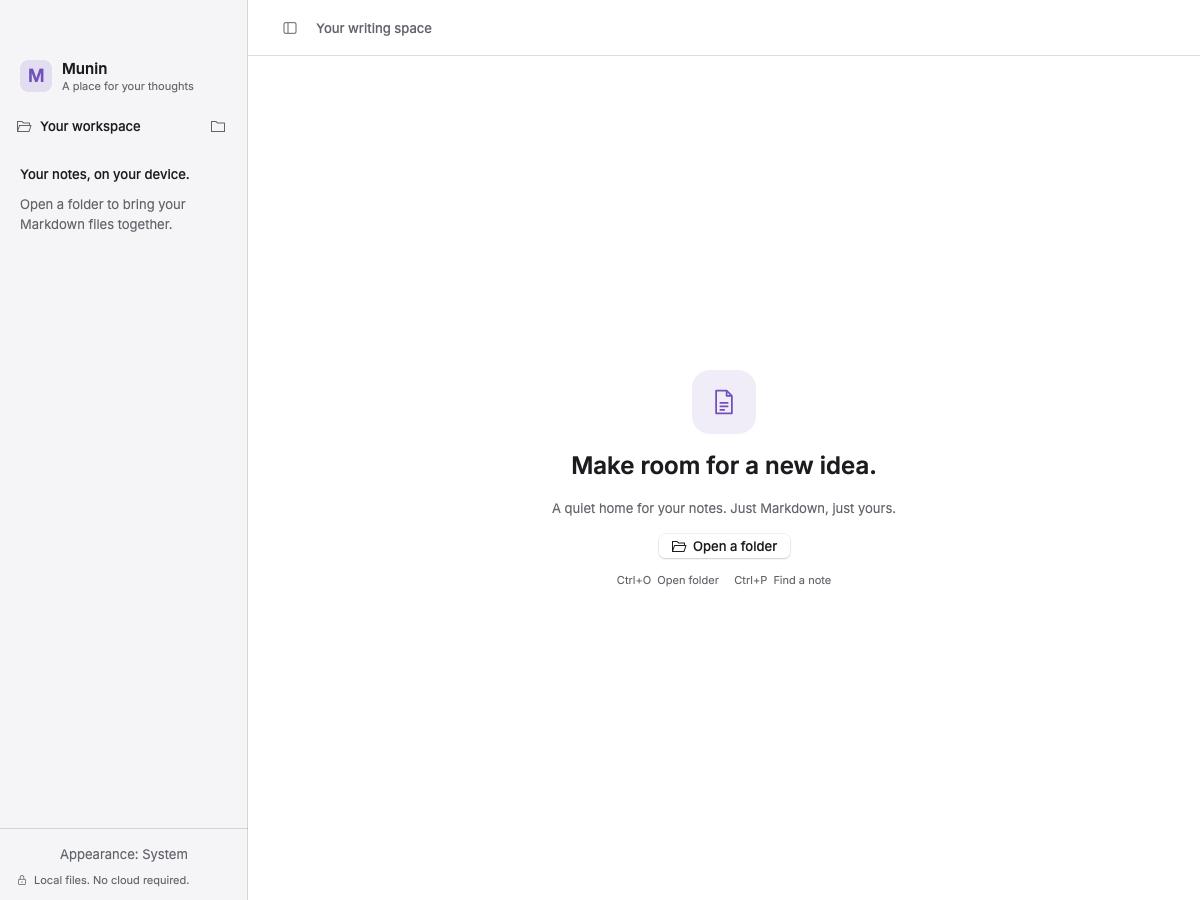 M
Munin
A place for your thoughts
Your workspace
Your notes, on your device.
Open a folder to bring your
Markdown files together.
Appearance: System
Local files. No cloud required.
Your writing space
Make room for a new idea.
A quiet home for your notes. Just Markdown, just yours.
Open a folder
Ctrl+O Open folder Ctrl+P Find a note